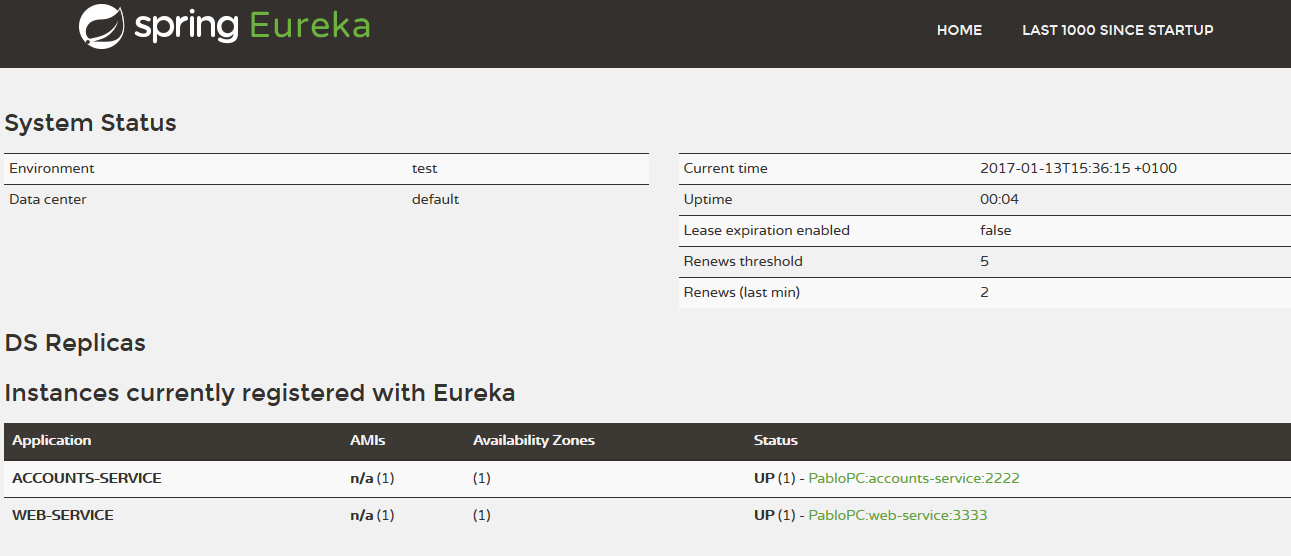 spring Eureka
HOME LAST 1000 SINCE STARTUP
System Status
Environment test
Data center default
Current time 2017-01-13T15:36:15 +0100
Uptime 00:04
Lease expiration enabled false
Renews threshold 5
Renews (last min) 2
DS Replicas
Instances currently registered with Eureka
Application AMIs Availability Zones Status
ACCOUNTS-SERVICE n/a (1) (1) UP (1) - PabloPC:accounts-service:2222
WEB-SERVICE n/a (1) (1) UP (1) - PabloPC:web-service:3333